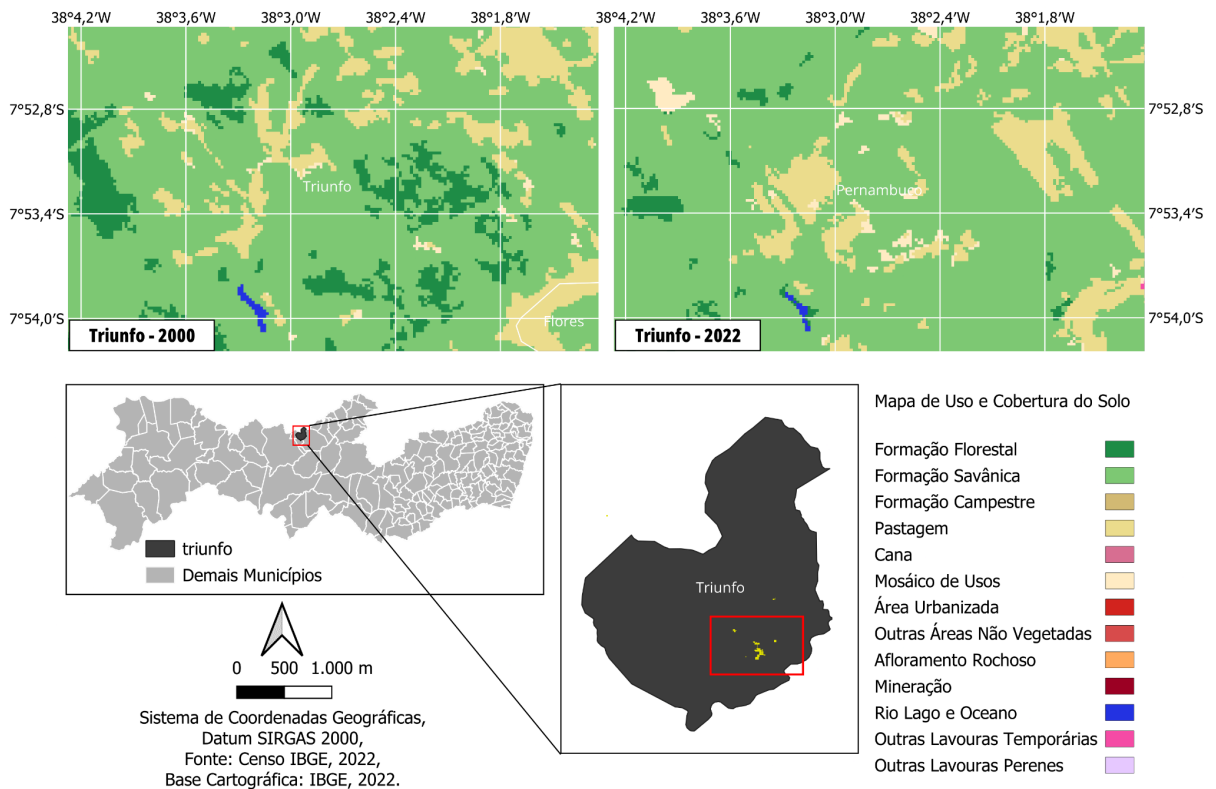 38°4,2′O 38°3,6′O 38°3,0′O 38°2,4′O 38°1,8′O 38°4,2′O 38°3,6′O 38°3,0′O 38°2,4′O 38°1,8′O
7°52,8′S 7°52,8′S
Triunfo Pernambuco
7°53,4′S 7°53,4′S
Flores
7°54,0′S 7°54,0′S
Triunfo - 2000 Triunfo - 2022
triunfo
Demais Municípios
0 500 1.000 m
Sistema de Coordenadas Geográficas,
Datum SIRGAS 2000,
Fonte: Censo IBGE, 2022,
Base Cartográfica: IBGE, 2022.
Triunfo
Mapa de Uso e Cobertura do Solo
Formação Florestal
Formação Savânica
Formação Campestre
Pastagem
Cana
Mosáico de Usos
Área Urbanizada
Outras Áreas Não Vegetadas
Afloramento Rochoso
Mineração
Rio Lago e Oceano
Outras Lavouras Temporárias
Outras Lavouras Perenes